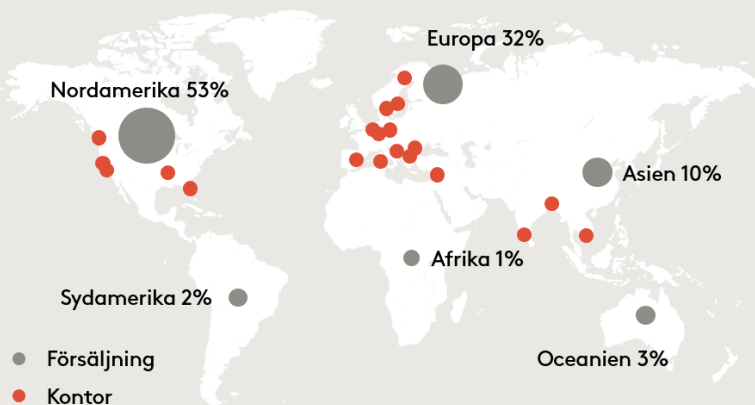 Europa 32%
Nordamerika 53%
Asien 10%
Afrika 1%
Sydamerika 2%
Oceanien 3%
Försäljning
Kontor